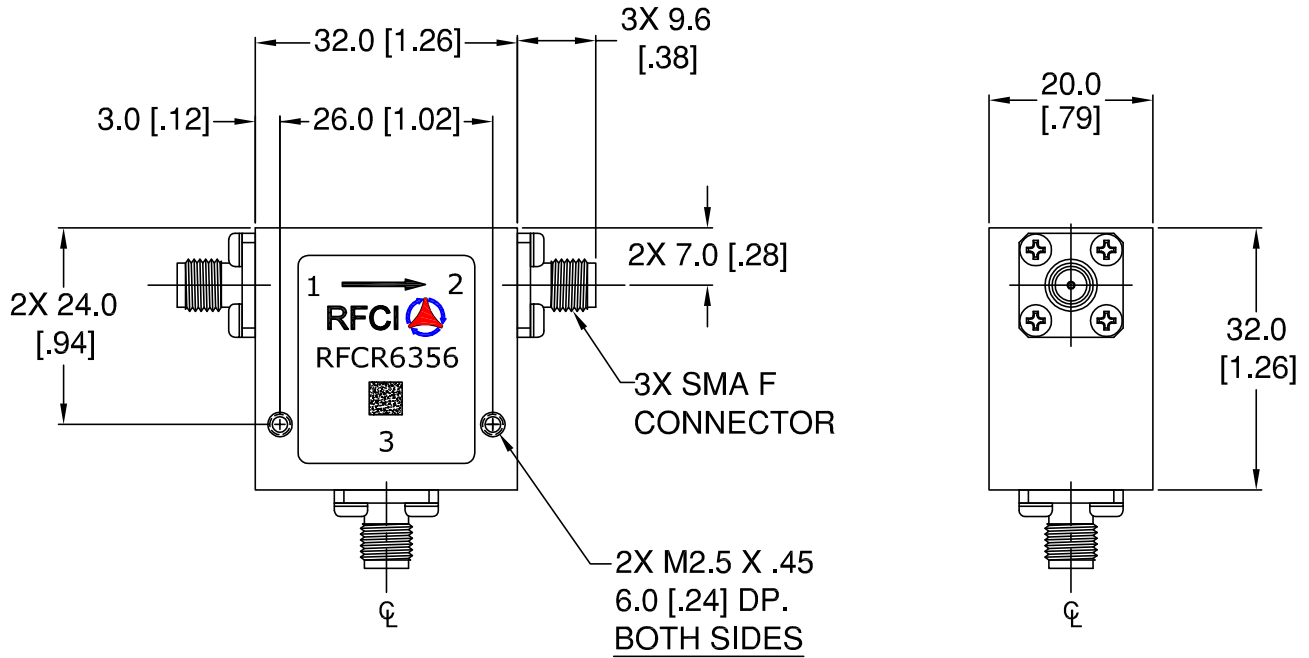 32.0 [1.26]
3X 9.6
[.38]
3.0 [.12]
26.0 [1.02]
2X 7.0 [.28]
2X 24.0
[.94]
1
2
RFCI
RFCR6356
3
3X SMA F
CONNECTOR
2X M2.5 X .45
6.0 [.24] DP.
BOTH SIDES
℄
20.0
[.79]
32.0
[1.26]
℄